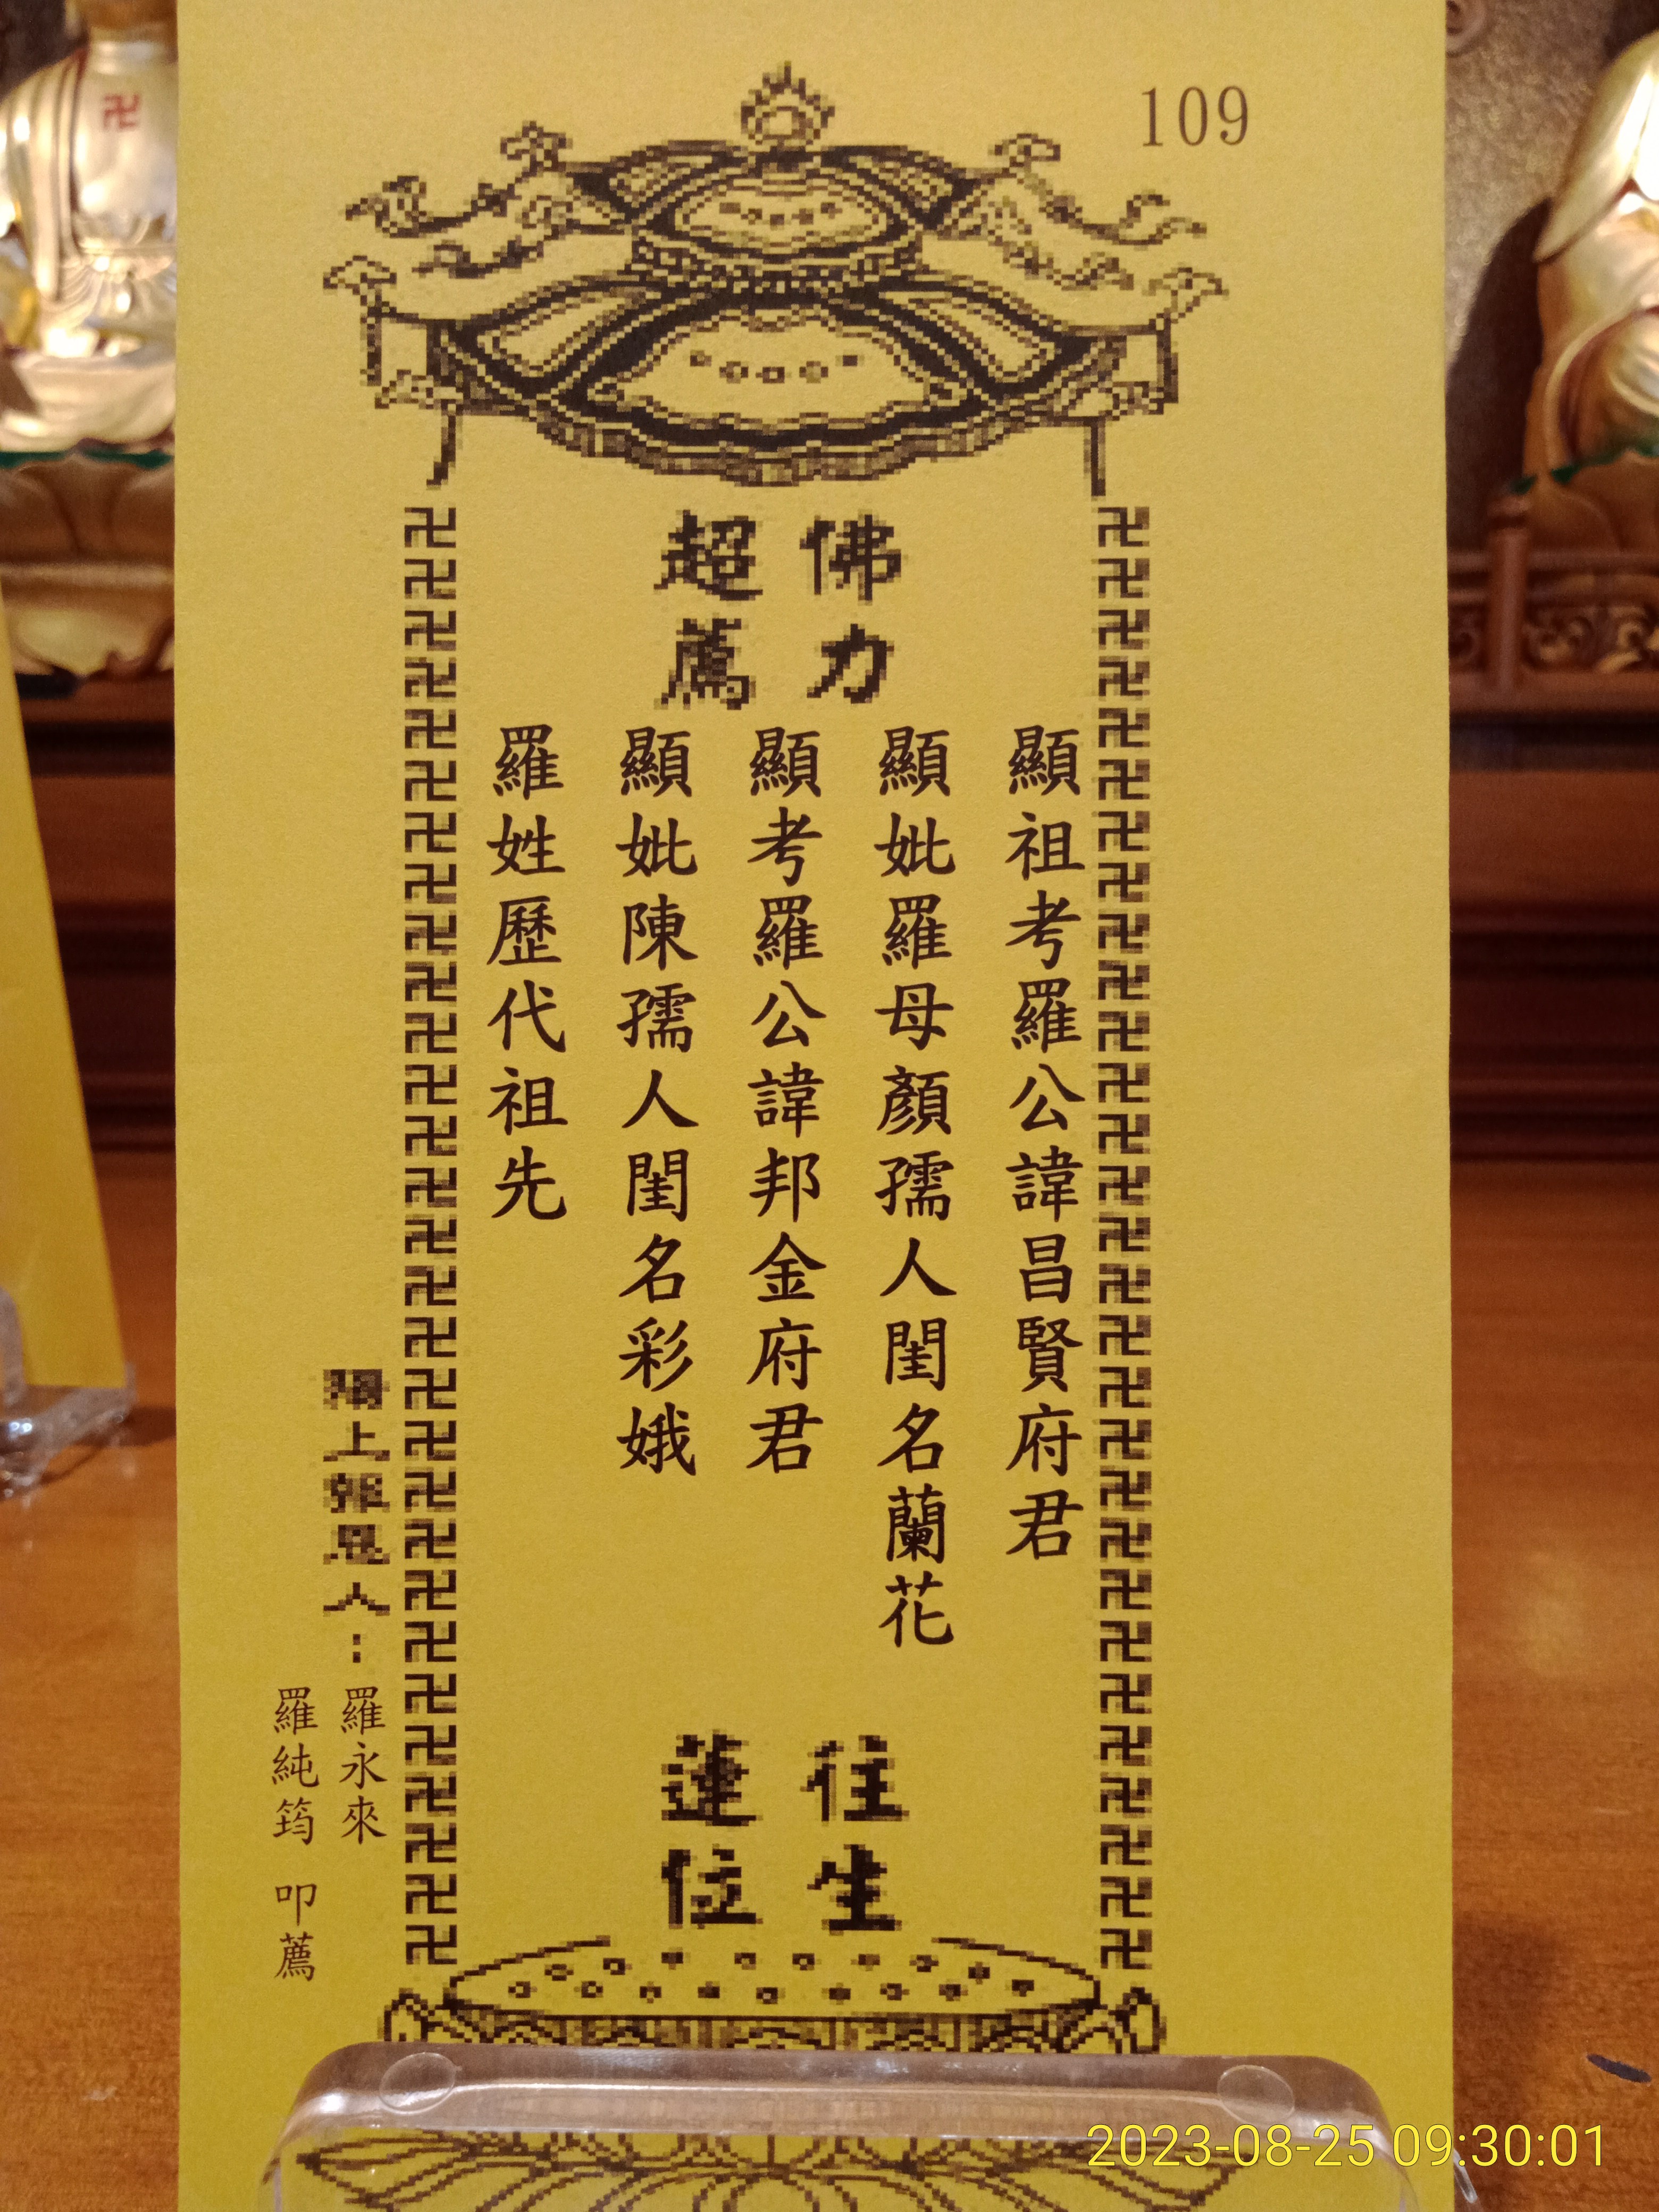 109
佛力
超薦
顯祖考羅公諱昌賢府君
顯妣羅母顏孺人閨名蘭花
顯考羅公諱邦金府君
顯妣陳孺人閨名彩娥
羅姓歷代祖先
往生
蓮位
陽上報恩人：
羅永來
羅純筠 叩薦
2023-08-25 09:30:01